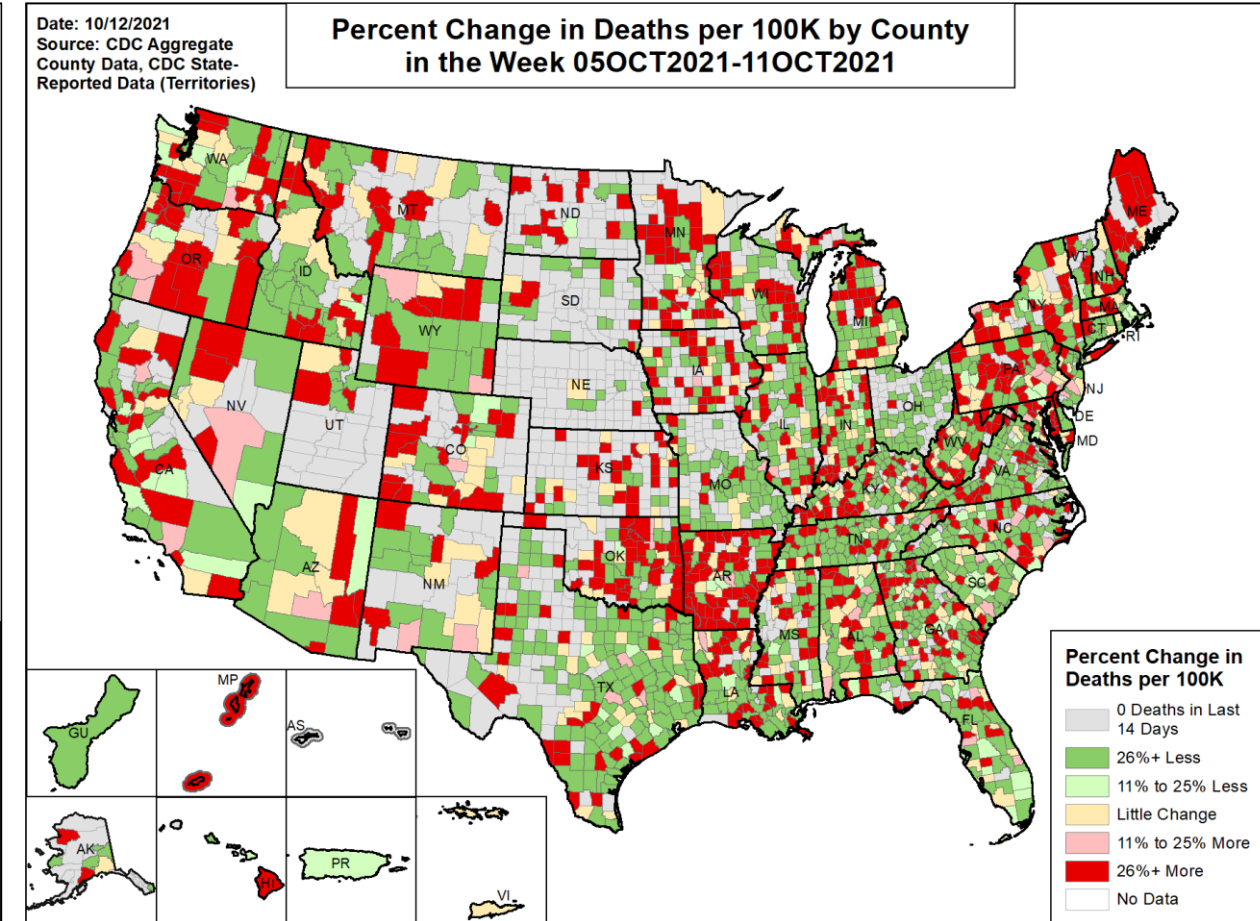 Date: 10/12/2021
Source: CDC Aggregate
County Data, CDC State-
Reported Data (Territories)
Percent Change in Deaths per 100K by County
in the Week 05OCT2021-11OCT2021
WA
MT
ND
MN
ME
OR
ID
SD
WI
MI
NY
VT
NH
MA
CT
RI
WY
IA
PA
NJ
NE
OH
DE
NV
UT
IL
IN
MD
CA
CO
KS
MO
WV
VA
KY
NC
TN
AZ
NM
OK
AR
SC
MS
AL
GA
TX
LA
FL
GU
MP
AS
AK
HI
PR
VI
Percent Change in
Deaths per 100K
0 Deaths in Last
14 Days
26%+ Less
11% to 25% Less
Little Change
11% to 25% More
26%+ More
No Data